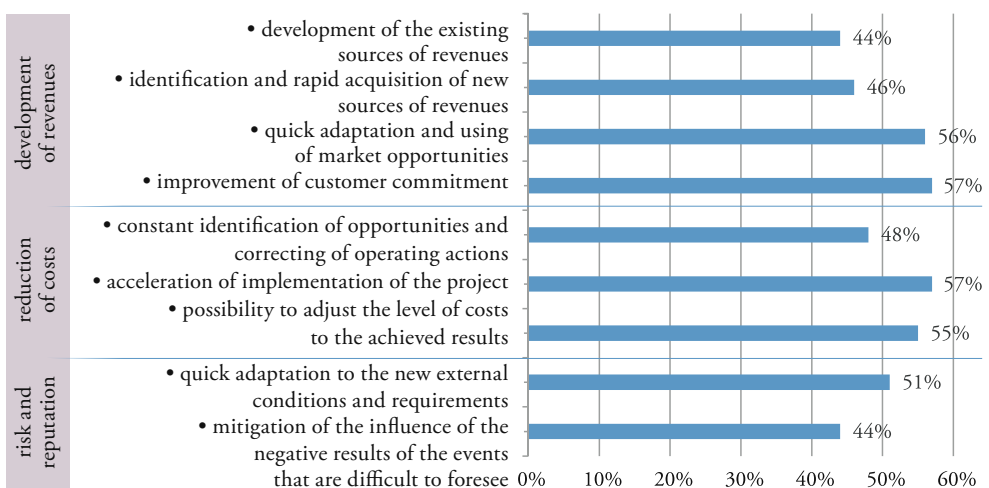 development
of revenues
• development of the existing
sources of revenues
44%
• identification and rapid acquisition of new
sources of revenues
46%
• quick adaptation and using
of market opportunities
56%
• improvement of customer commitment
57%
reduction
of costs
• constant identification of opportunities and
correcting of operating actions
48%
• acceleration of implementation of the project
57%
• possibility to adjust the level of costs
to the achieved results
55%
risk and
reputation
• quick adaptation to the new external
conditions and requirements
51%
• mitigation of the influence of the
negative results of the events
that are difficult to foresee
44%
0% 10% 20% 30% 40% 50% 60%